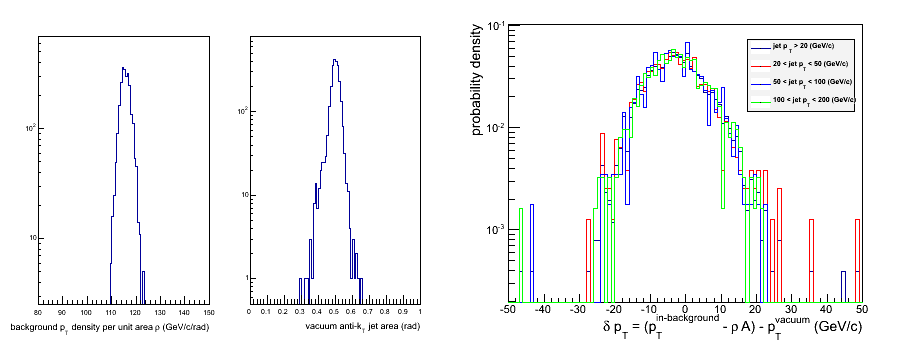 10²
10
80 90 100 110 120 130 140 150
background p_T density per unit area ρ (GeV/c/rad)
10²
10
1
0 0.1 0.2 0.3 0.4 0.5 0.6 0.7 0.8 0.9 1
vacuum anti-k_T jet area (rad)
probability density
10⁻¹
10⁻²
10⁻³
jet p_T > 20 (GeV/c)
20 < jet p_T < 50 (GeV/c)
50 < jet p_T < 100 (GeV/c)
100 < jet p_T < 200 (GeV/c)
-50 -40 -30 -20 -10 0 10 20 30 40 50
δ p_T = (p_T^in-background - ρ A) - p_T^vacuum (GeV/c)